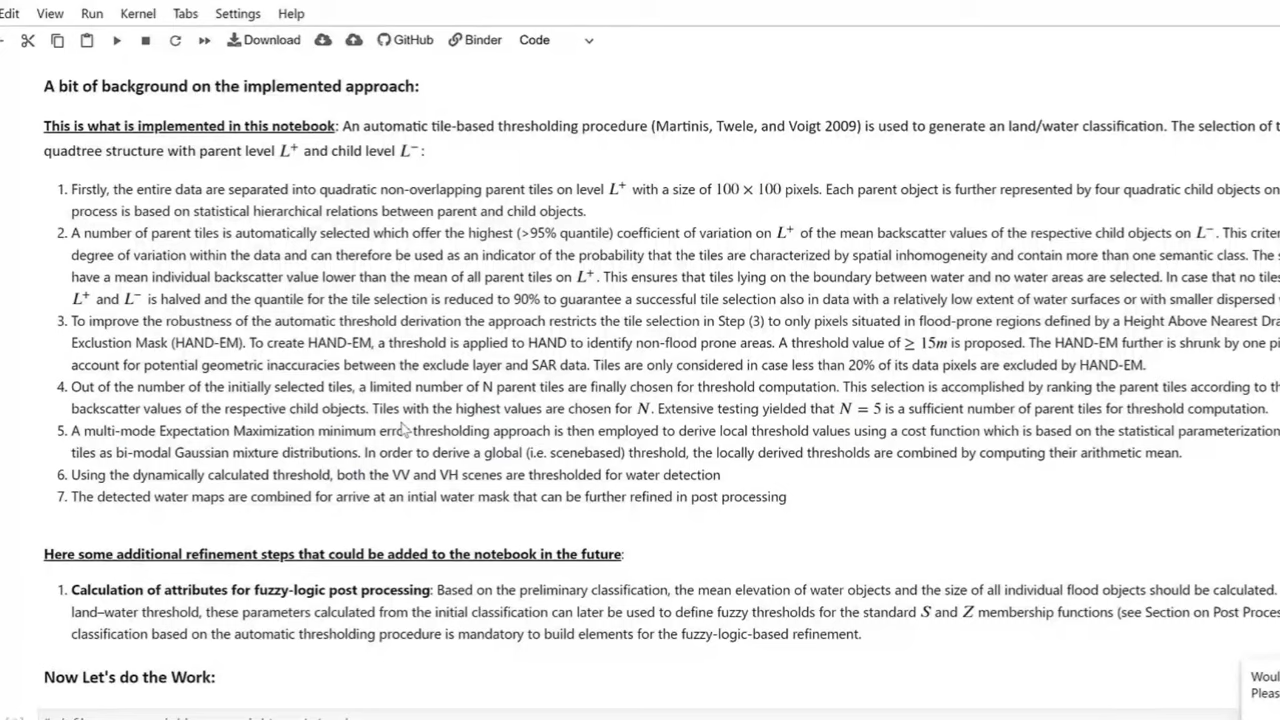 Edit View Run Kernel Tabs Settings Help
Download GitHub Binder Code
A bit of background on the implemented approach:
This is what is implemented in this notebook: An automatic tile-based thresholding procedure (Martinis, Twele, and Voigt 2009) is used to generate an land/water classification. The selection of
quadtree structure with parent level L⁺ and child level L⁻:
1. Firstly, the entire data are separated into quadratic non-overlapping parent tiles on level L⁺ with a size of 100 × 100 pixels. Each parent object is further represented by four quadratic child objects on
process is based on statistical hierarchical relations between parent and child objects.
2. A number of parent tiles is automatically selected which offer the highest (>95% quantile) coefficient of variation on L⁺ of the mean backscatter values of the respective child objects on L⁻. This
degree of variation within the data and can therefore be used as an indicator of the probability that the tiles are characterized by spatial inhomogeneity and contain more than one semantic class. The
have a mean individual backscatter value lower than the mean of all parent tiles on L⁺. This ensures that tiles lying on the boundary between water and no water areas are selected. In case that no
L⁺ and L⁻ is halved and the quantile for the tile selection is reduced to 90% to guarantee a successful tile selection also in data with a relatively low extent of water surfaces or with smaller dispersed
3. To improve the robustness of the automatic threshold derivation the approach restricts the tile selection in Step (3) to only pixels situated in flood-prone regions defined by a Height Above Nearest
Exclustion Mask (HAND-EM). To create HAND-EM, a threshold is applied to HAND to identify non-flood prone areas. A threshold value of ≥ 15m is proposed. The HAND-EM further is shrunk by one
account for potential geometric inaccuracies between the exclude layer and SAR data. Tiles are only considered in case less than 20% of its data pixels are excluded by HAND-EM.
4. Out of the number of the initially selected tiles, a limited number of N parent tiles are finally chosen for threshold computation. This selection is accomplished by ranking the parent tiles according to
backscatter values of the respective child objects. Tiles with the highest values are chosen for N. Extensive testing yielded that N = 5 is a sufficient number of parent tiles for threshold computation.
5. A multi-mode Expectation Maximization minimum error thresholding approach is then employed to derive local threshold values using a cost function which is based on the statistical parameterization
tiles as bi-modal Gaussian mixture distributions. In order to derive a global (i.e. scenebased) threshold, the locally derived thresholds are combined by computing their arithmetic mean.
6. Using the dynamically calculated threshold, both the VV and VH scenes are thresholded for water detection
7. The detected water maps are combined for arrive at an intial water mask that can be further refined in post processing
Here some additional refinement steps that could be added to the notebook in the future:
1. Calculation of attributes for fuzzy-logic post processing: Based on the preliminary classification, the mean elevation of water objects and the size of all individual flood objects should be calculated.
land–water threshold, these parameters calculated from the initial classification can later be used to define fuzzy thresholds for the standard S and Z membership functions (see Section on Post
classification based on the automatic thresholding procedure is mandatory to build elements for the fuzzy-logic-based refinement.
Now Let's do the Work: